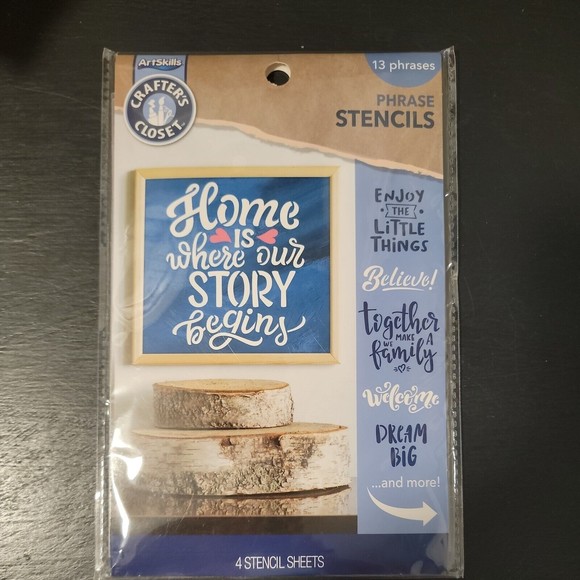 ArtSkills
CRAFTER'S
CLOSET
13 phrases
PHRASE
STENCILS
Home
IS
where our
STORY
begins
ENJOY
THE
LiTTLE
THiNGS
Believe!
together
MAKE
WE A
family
welcome
DREAM
BiG
...and more!
4 STENCIL SHEETS